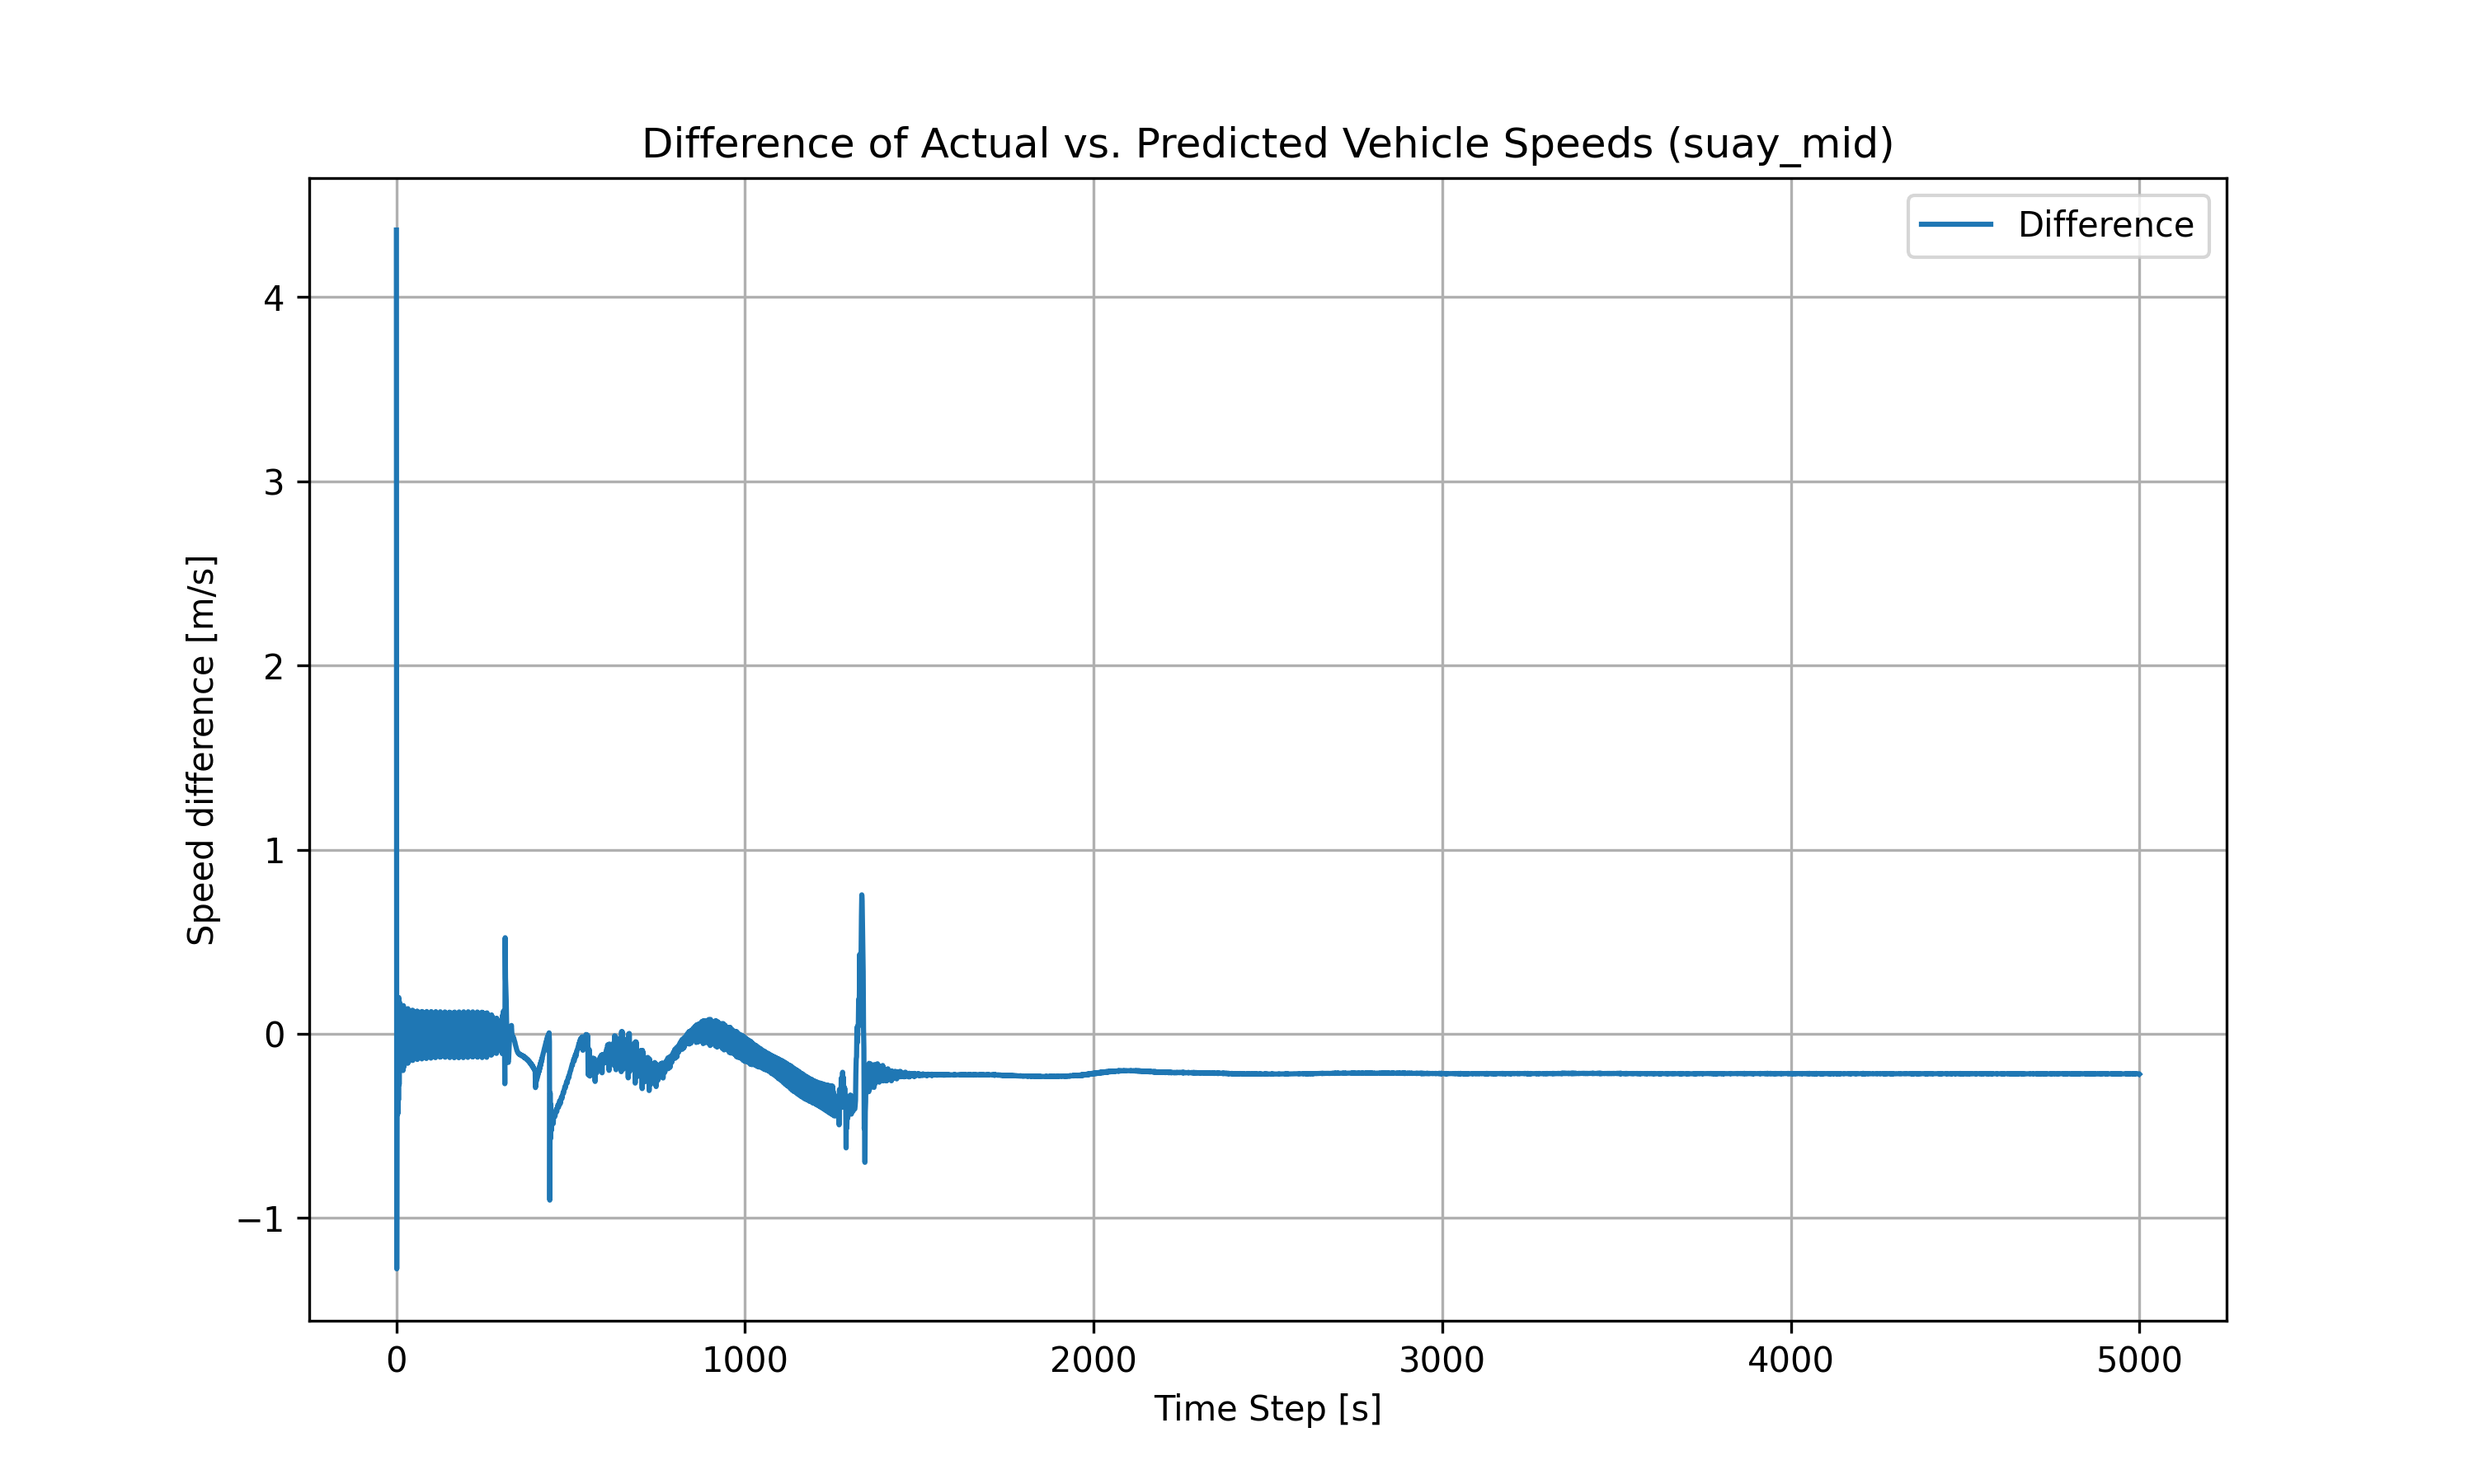 Difference of Actual vs. Predicted Vehicle Speeds (suay_mid)
Difference
4
3
2
1
0
−1
Speed difference [m/s]
0 1000 2000 3000 4000 5000
Time Step [s]